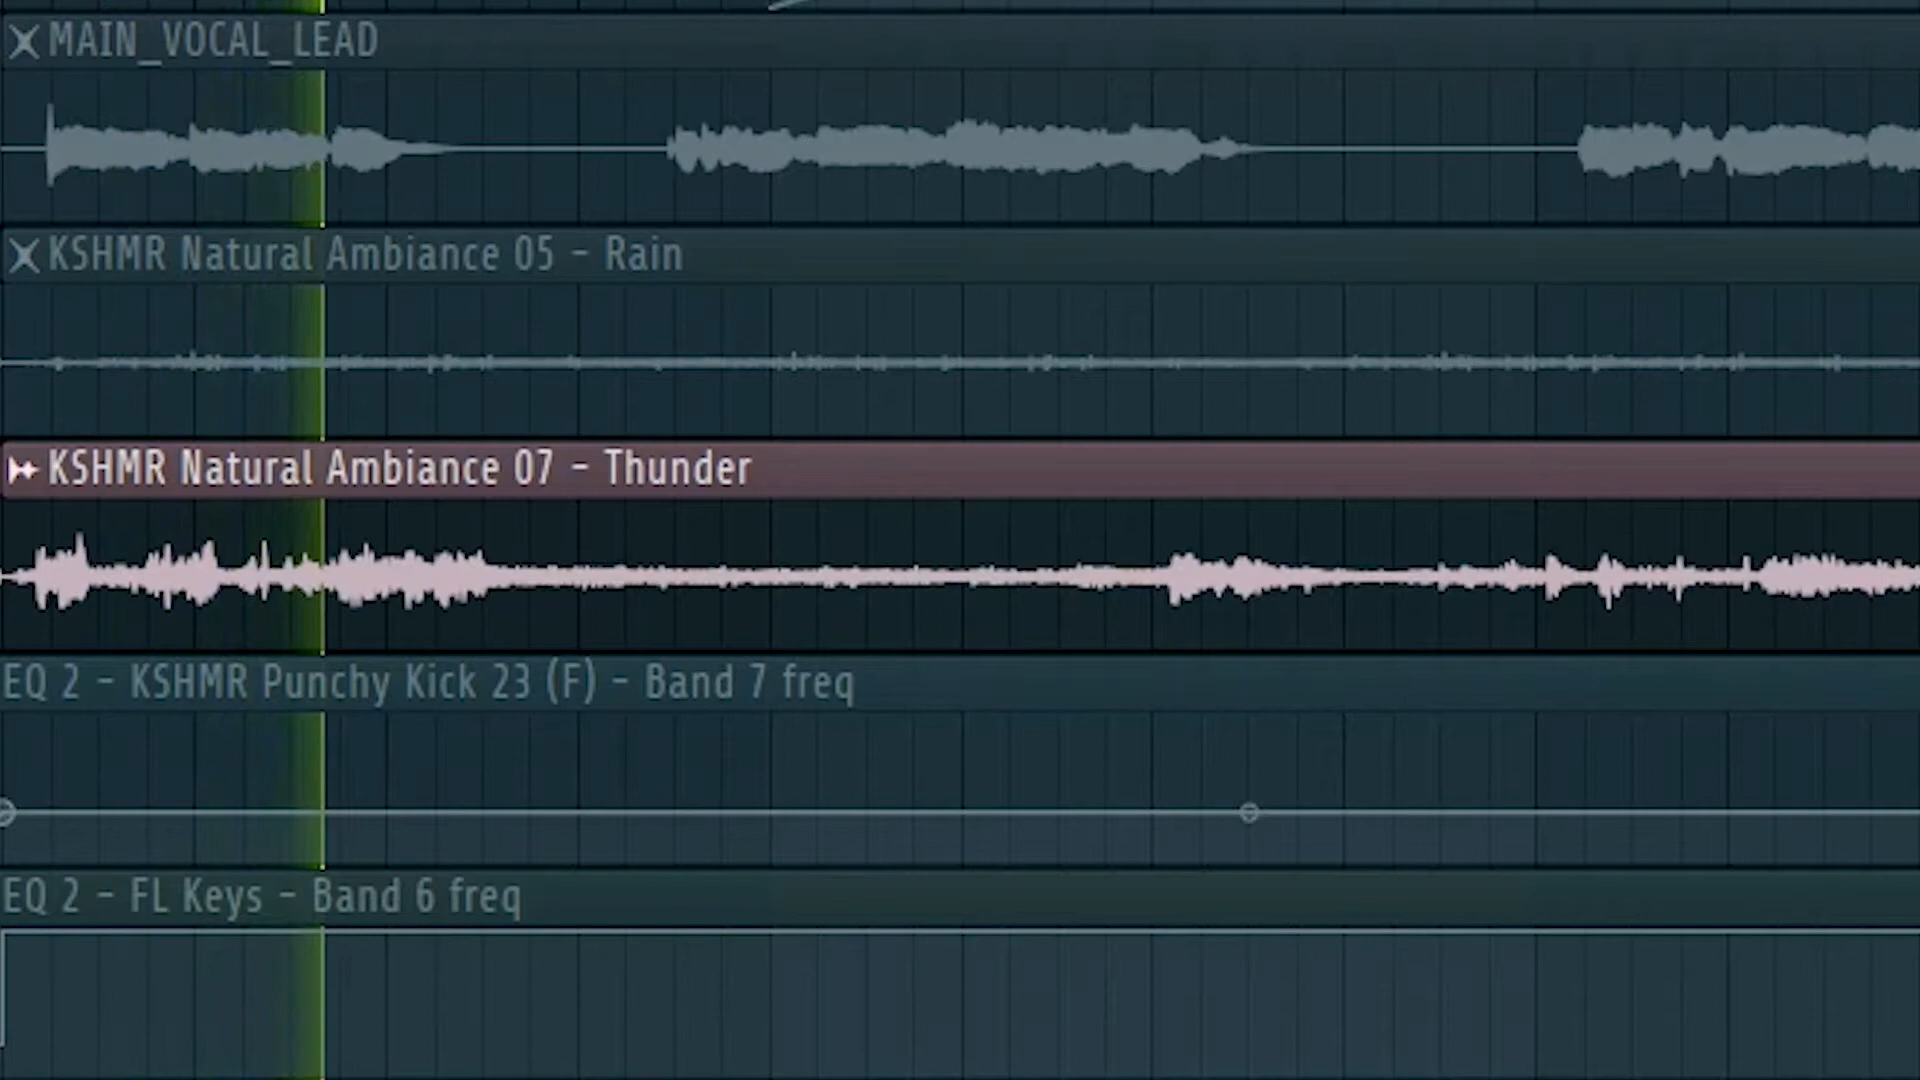 MAIN_VOCAL_LEAD
KSHMR Natural Ambiance 05 - Rain
KSHMR Natural Ambiance 07 - Thunder
EQ 2 - KSHMR Punchy Kick 23 (F) - Band 7 freq
EQ 2 - FL Keys - Band 6 freq